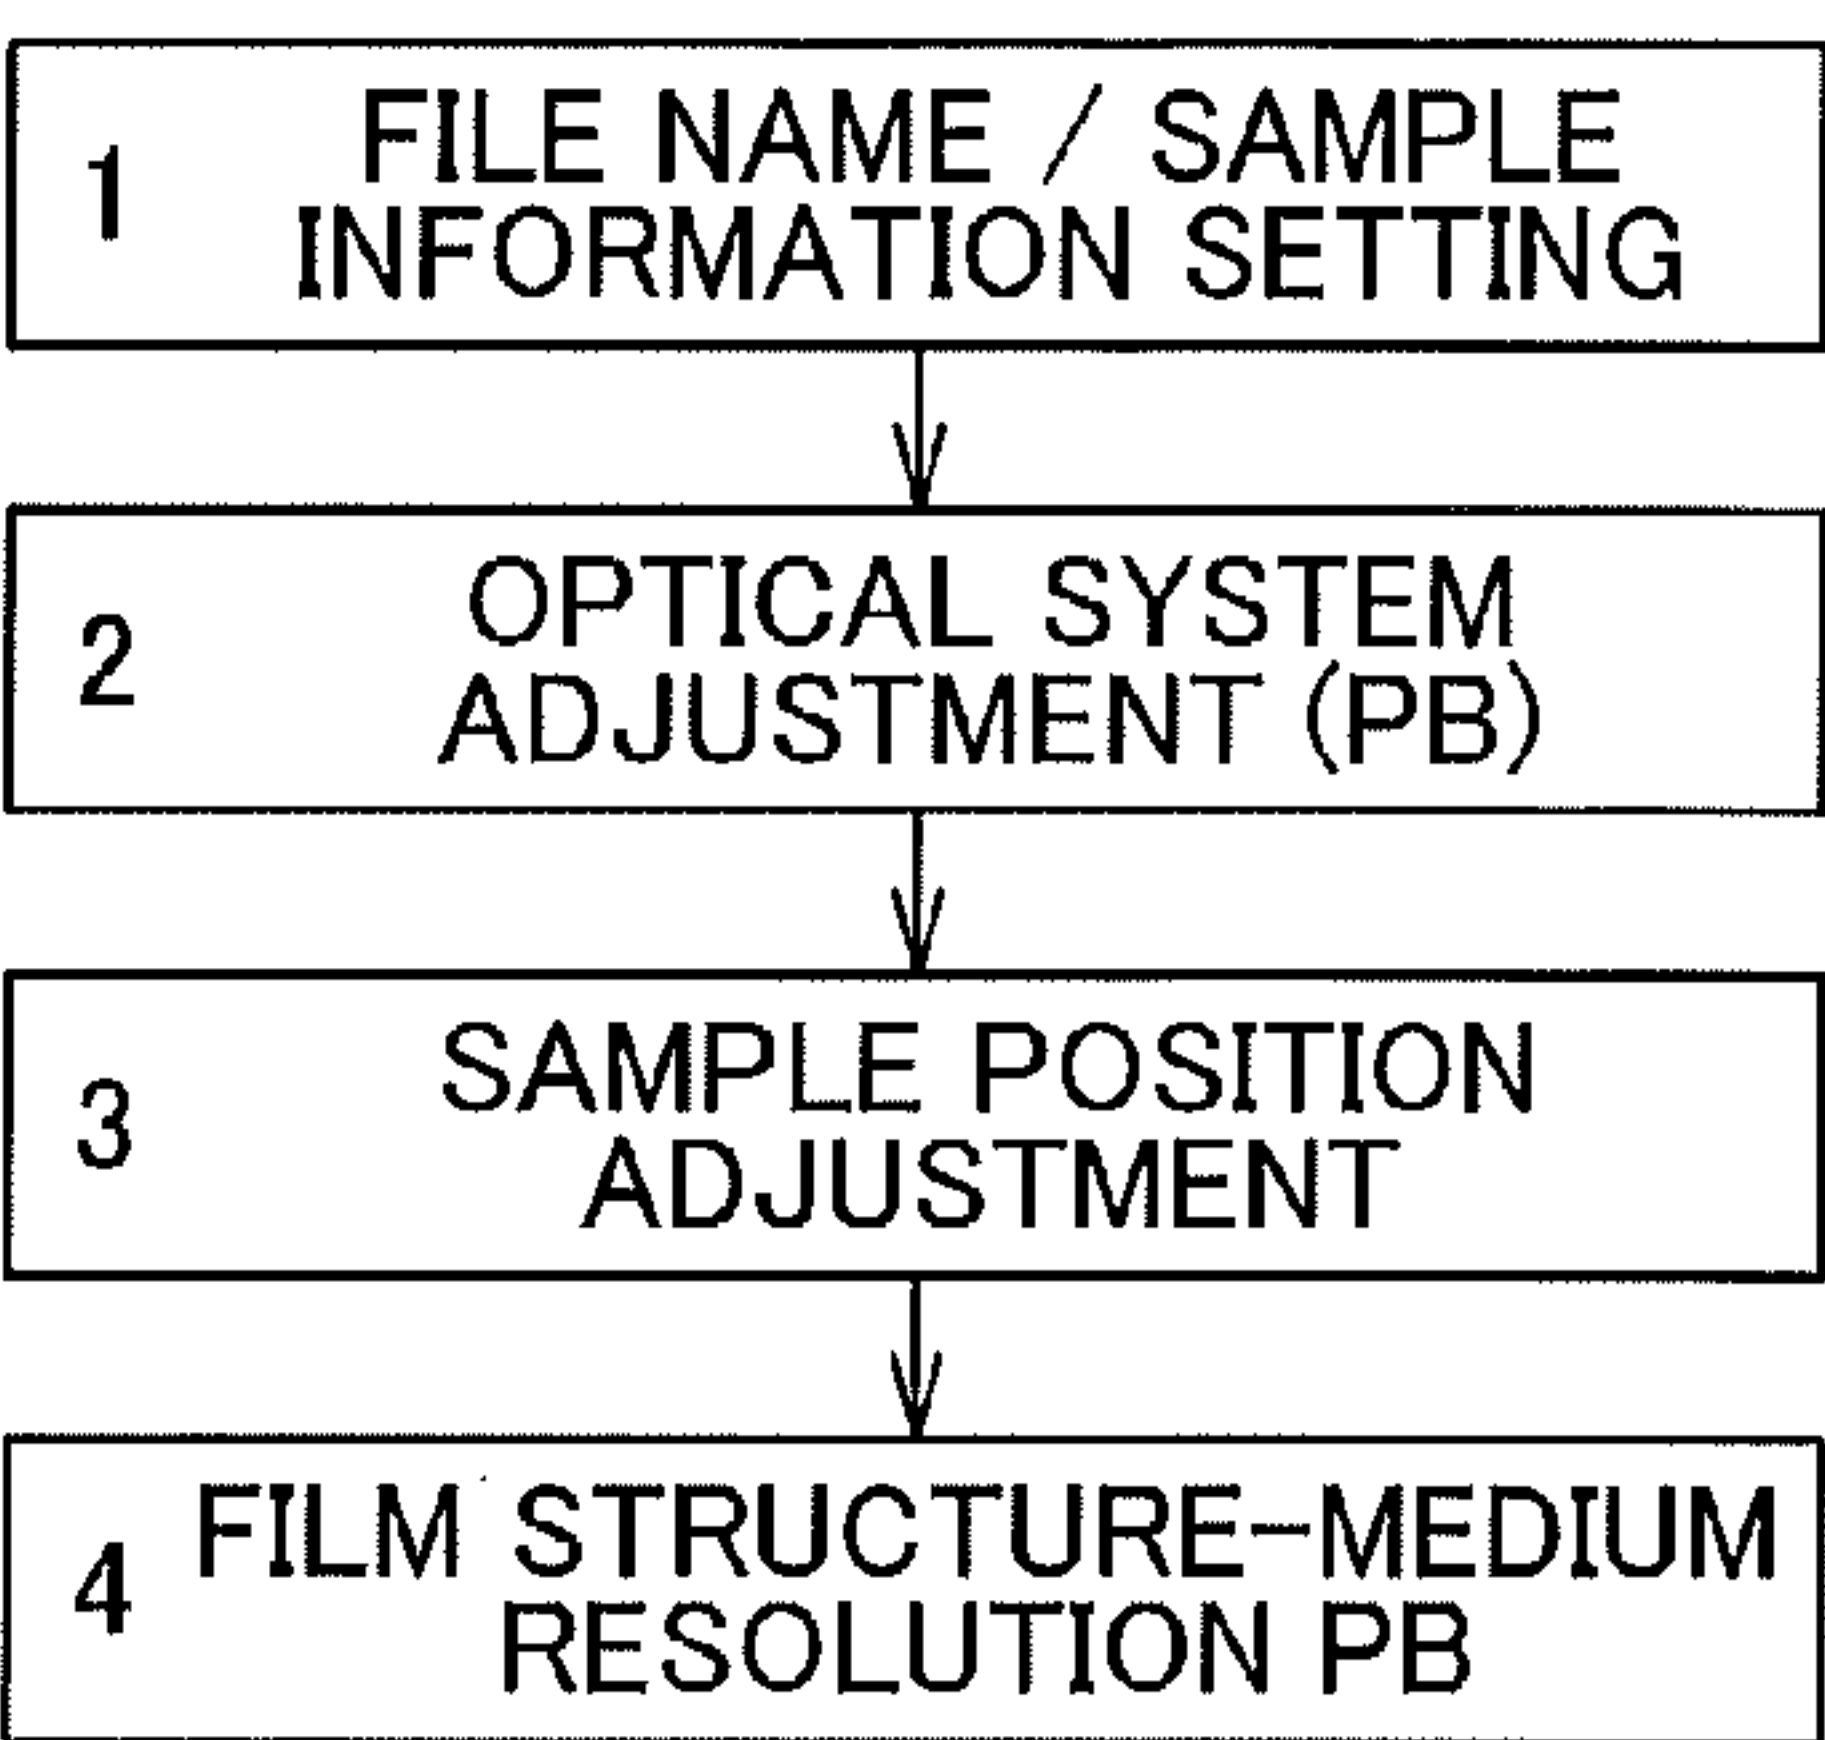 1
FILE NAME / SAMPLE
INFORMATION SETTING
2
OPTICAL SYSTEM
ADJUSTMENT (PB)
3
SAMPLE POSITION
ADJUSTMENT
4
FILM STRUCTURE-MEDIUM
RESOLUTION PB